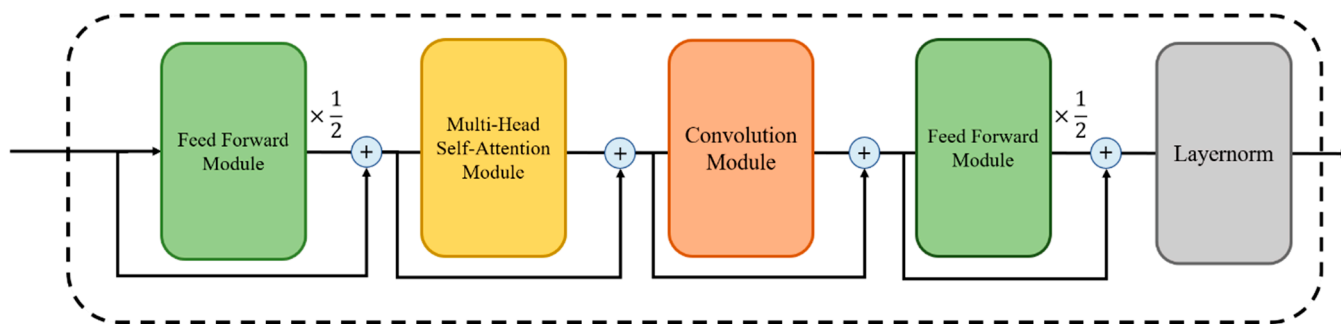 Feed Forward
Module
× 1/2
+
Multi-Head
Self-Attention
Module
+
Convolution
Module
+
Feed Forward
Module
× 1/2
+
Layernorm